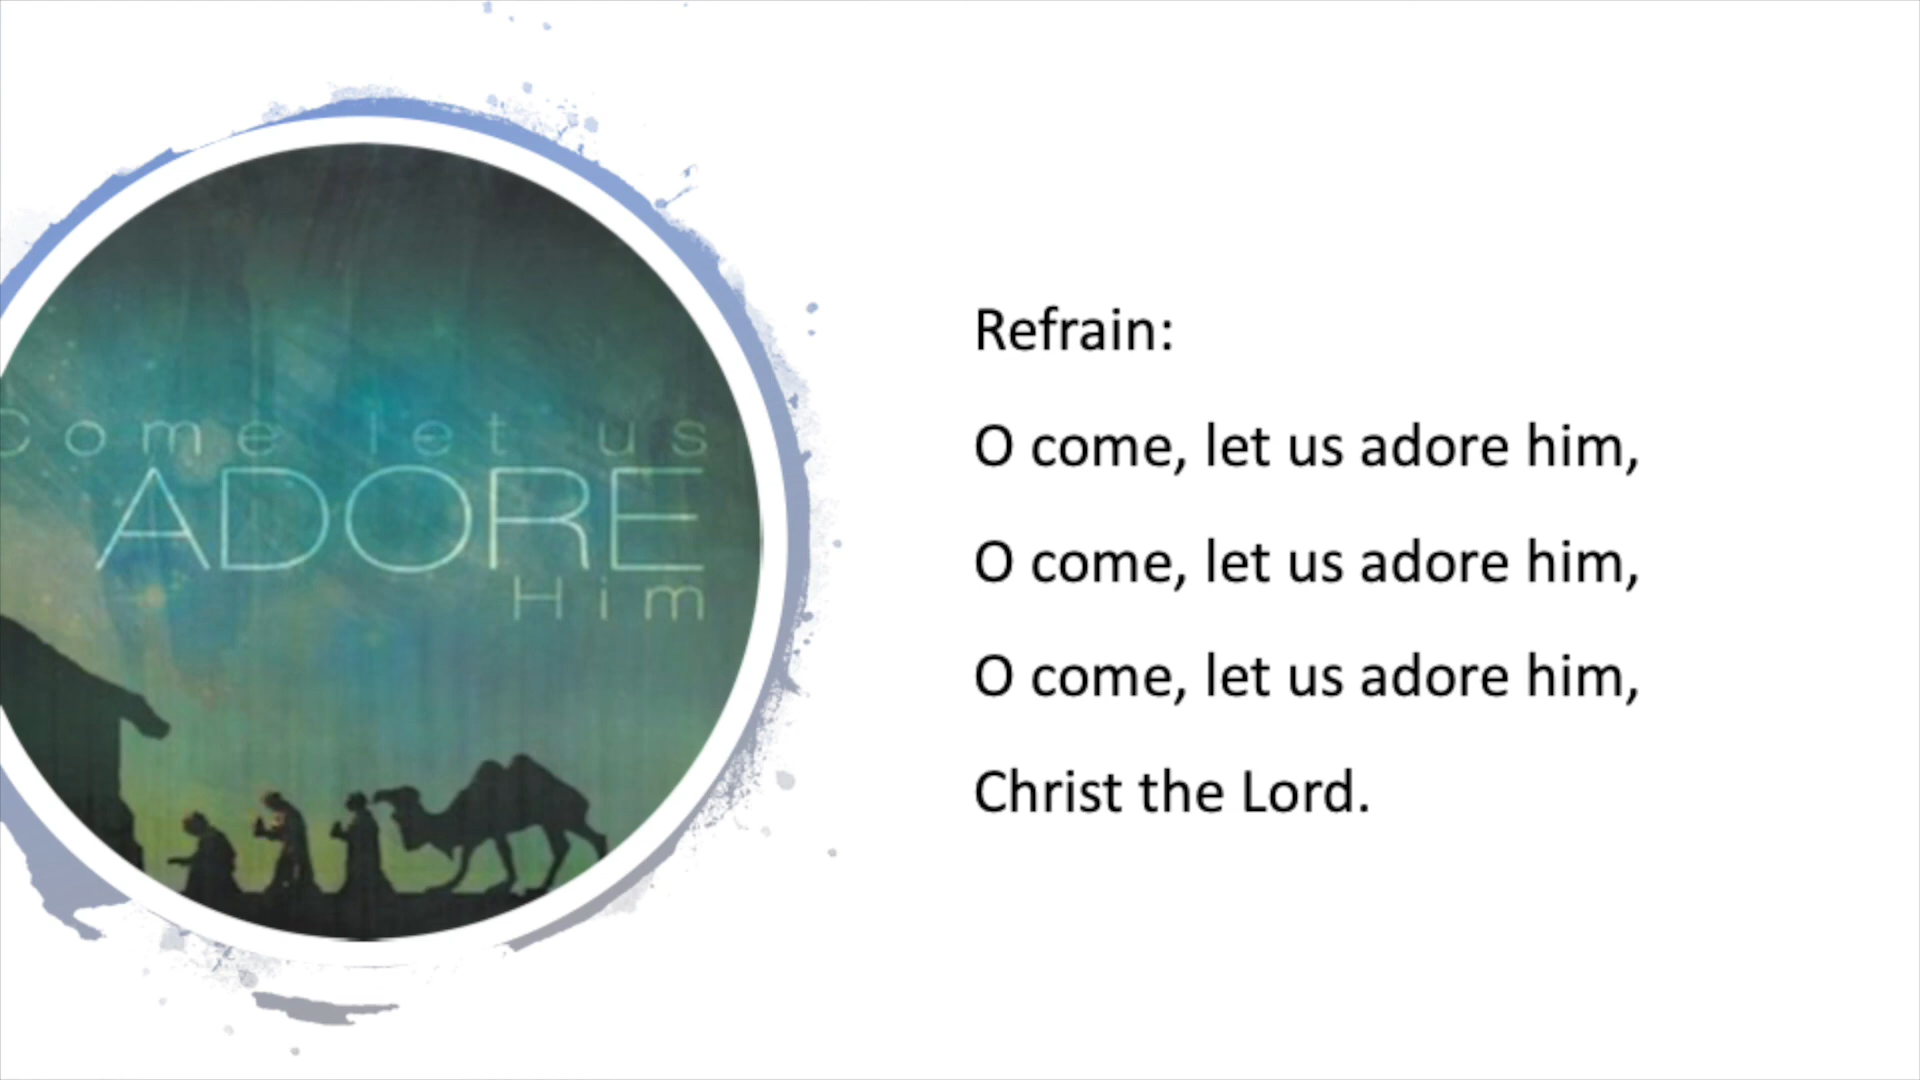 Come let us
ADORE
Him
Refrain:
O come, let us adore him,
O come, let us adore him,
O come, let us adore him,
Christ the Lord.